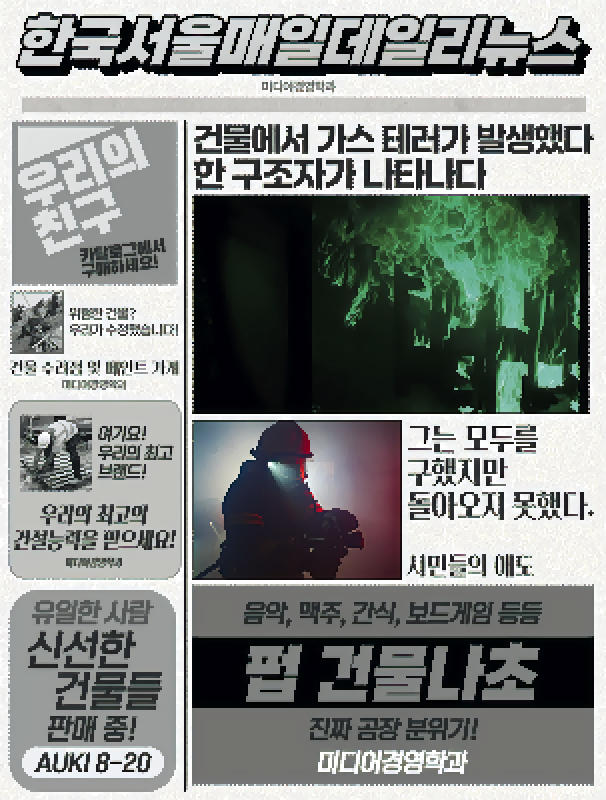 한국서울매일데일리뉴스
미디어경영학과
우리의
친구
카탈로그에서
구매하세요!
위험한 건물?
우리가 수정했습니다!
건물 수려점 및 페인트 가게
미디어경영학과
여기요!
우리의 최고
브랜드!
우리의 최고의
건설능력을 믿으세요!
미디어경영학과
유일한 사람
신선한
건물들
판매 중!
AUKI 8-20
건물에서 가스 테러가 발생했다
한 구조자가 나타나다
그는 모두를
구했지만
돌아오지 못했다.
시민들의 애도
음악, 맥주, 간식, 보드게임 등등
펍 건물나초
진짜 공장 분위기!
미디어경영학과